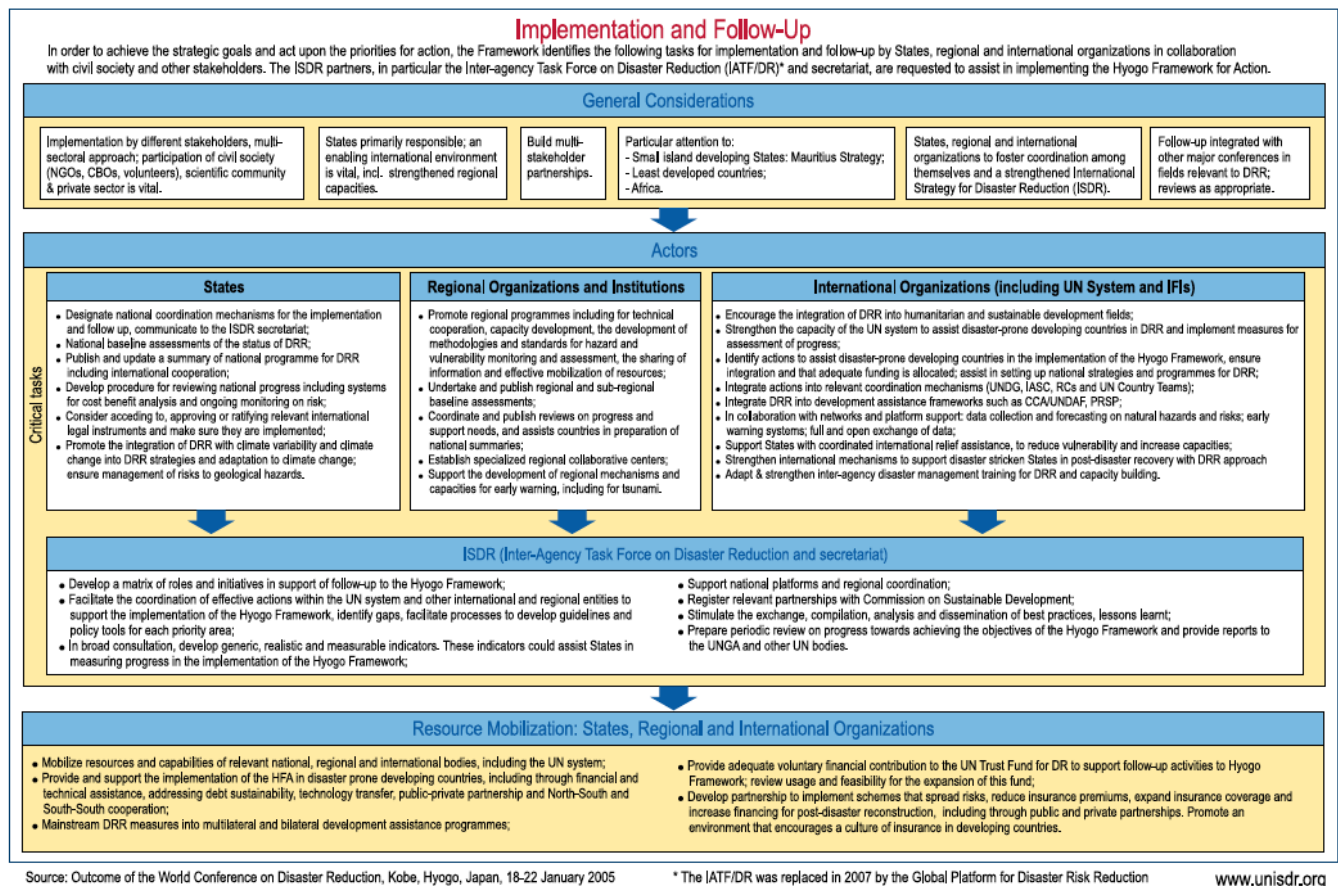 Implementation and Follow-Up
In order to achieve the strategic goals and act upon the priorities for action, the Framework identifies the following tasks for implementation and follow-up by States, regional and international organizations in collaboration
with civil society and other stakeholders. The ISDR partners, in particular the Inter-agency Task Force on Disaster Reduction (IATF/DR)* and secretariat, are requested to assist in implementing the Hyogo Framework for Action.
General Considerations
Implementation by different stakeholders, multi-
sectoral approach; participation of civil society
(NGOs, CBOs, volunteers), scientific community
& private sector is vital.
States primarily responsible; an
enabling international environment
is vital, incl. strengthened regional
capacities.
Build multi-
stakeholder
partnerships.
Particular attention to:
- Small island developing States: Mauritius Strategy;
- Least developed countries;
- Africa.
States, regional and international
organizations to foster coordination among
themselves and a strengthened International
Strategy for Disaster Reduction (ISDR).
Follow-up integrated with
other major conferences in
fields relevant to DRR;
reviews as appropriate.
Actors
Critical tasks
States
• Designate national coordination mechanisms for the implementation
and follow up, communicate to the ISDR secretariat;
• National baseline assessments of the status of DRR;
• Publish and update a summary of national programme for DRR
including international cooperation;
• Develop procedure for reviewing national progress including systems
for cost benefit analysis and ongoing monitoring on risk;
• Consider acceding to, approving or ratifying relevant international
legal instruments and make sure they are implemented;
• Promote the integration of DRR with climate variability and climate
change into DRR strategies and adaptation to climate change;
ensure management of risks to geological hazards.
Regional Organizations and Institutions
• Promote regional programmes including for technical
cooperation, capacity development, the development of
methodologies and standards for hazard and
vulnerability monitoring and assessment, the sharing of
information and effective mobilization of resources;
• Undertake and publish regional and sub-regional
baseline assessments;
• Coordinate and publish reviews on progress and
support needs, and assists countries in preparation of
national summaries;
• Establish specialized regional collaborative centers;
• Support the development of regional mechanisms and
capacities for early warning, including for tsunami.
International Organizations (including UN System and IFIs)
• Encourage the integration of DRR into humanitarian and sustainable development fields;
• Strengthen the capacity of the UN system to assist disaster-prone developing countries in DRR and implement measures for
assessment of progress;
• Identify actions to assist disaster-prone developing countries in the implementation of the Hyogo Framework, ensure
integration and that adequate funding is allocated; assist in setting up national strategies and programmes for DRR;
• Integrate actions into relevant coordination mechanisms (UNDG, IASC, RCs and UN Country Teams);
• Integrate DRR into development assistance frameworks such as CCA/UNDAF, PRSP;
• In collaboration with networks and platform support: data collection and forecasting on natural hazards and risks; early
warning systems; full and open exchange of data;
• Support States with coordinated international relief assistance, to reduce vulnerability and increase capacities;
• Strengthen international mechanisms to support disaster stricken States in post-disaster recovery with DRR approach
• Adapt & strengthen inter-agency disaster management training for DRR and capacity building.
ISDR (Inter-Agency Task Force on Disaster Reduction and secretariat)
• Develop a matrix of roles and initiatives in support of follow-up to the Hyogo Framework;
• Facilitate the coordination of effective actions within the UN system and other international and regional entities to
support the implementation of the Hyogo Framework, identify gaps, facilitate processes to develop guidelines and
policy tools for each priority area;
• In broad consultation, develop generic, realistic and measurable indicators. These indicators could assist States in
measuring progress in the implementation of the Hyogo Framework;
• Support national platforms and regional coordination;
• Register relevant partnerships with Commission on Sustainable Development;
• Stimulate the exchange, compilation, analysis and dissemination of best practices, lessons learnt;
• Prepare periodic review on progress towards achieving the objectives of the Hyogo Framework and provide reports to
the UNGA and other UN bodies.
Resource Mobilization: States, Regional and International Organizations
• Mobilize resources and capabilities of relevant national, regional and international bodies, including the UN system;
• Provide and support the implementation of the HFA in disaster prone developing countries, including through financial and
technical assistance, addressing debt sustainability, technology transfer, public-private partnership and North-South and
South-South cooperation;
• Mainstream DRR measures into multilateral and bilateral development assistance programmes;
• Provide adequate voluntary financial contribution to the UN Trust Fund for DR to support follow-up activities to Hyogo
Framework; review usage and feasibility for the expansion of this fund;
• Develop partnership to implement schemes that spread risks, reduce insurance premiums, expand insurance coverage and
increase financing for post-disaster reconstruction, including through public and private partnerships. Promote an
environment that encourages a culture of insurance in developing countries.
Source: Outcome of the World Conference on Disaster Reduction, Kobe, Hyogo, Japan, 18-22 January 2005
* The IATF/DR was replaced in 2007 by the Global Platform for Disaster Risk Reduction
www.unisdr.org